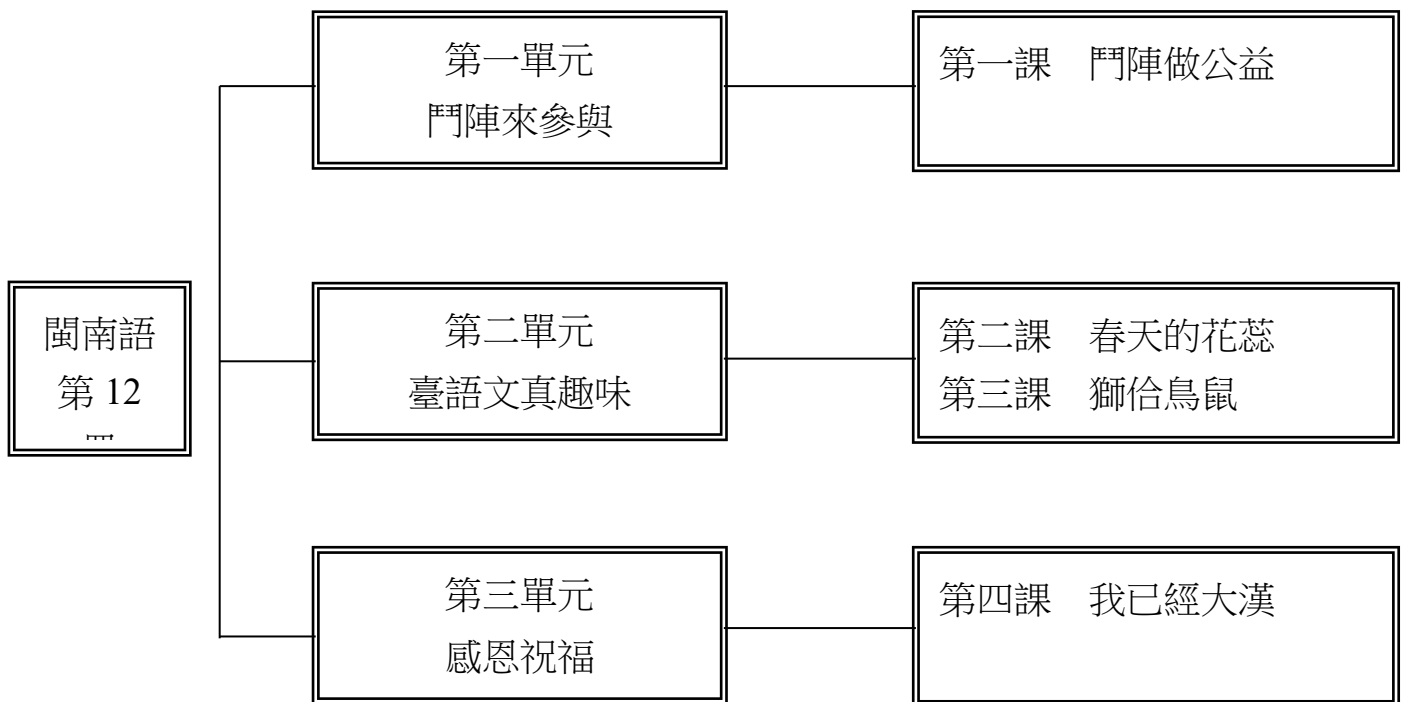 閩南語
第 12
第一單元
鬥陣來參與
第一課　鬥陣做公益
第二單元
臺語文真趣味
第二課　春天的花蕊
第三課　獅佮鳥鼠
第三單元
感恩祝福
第四課　我已經大漢